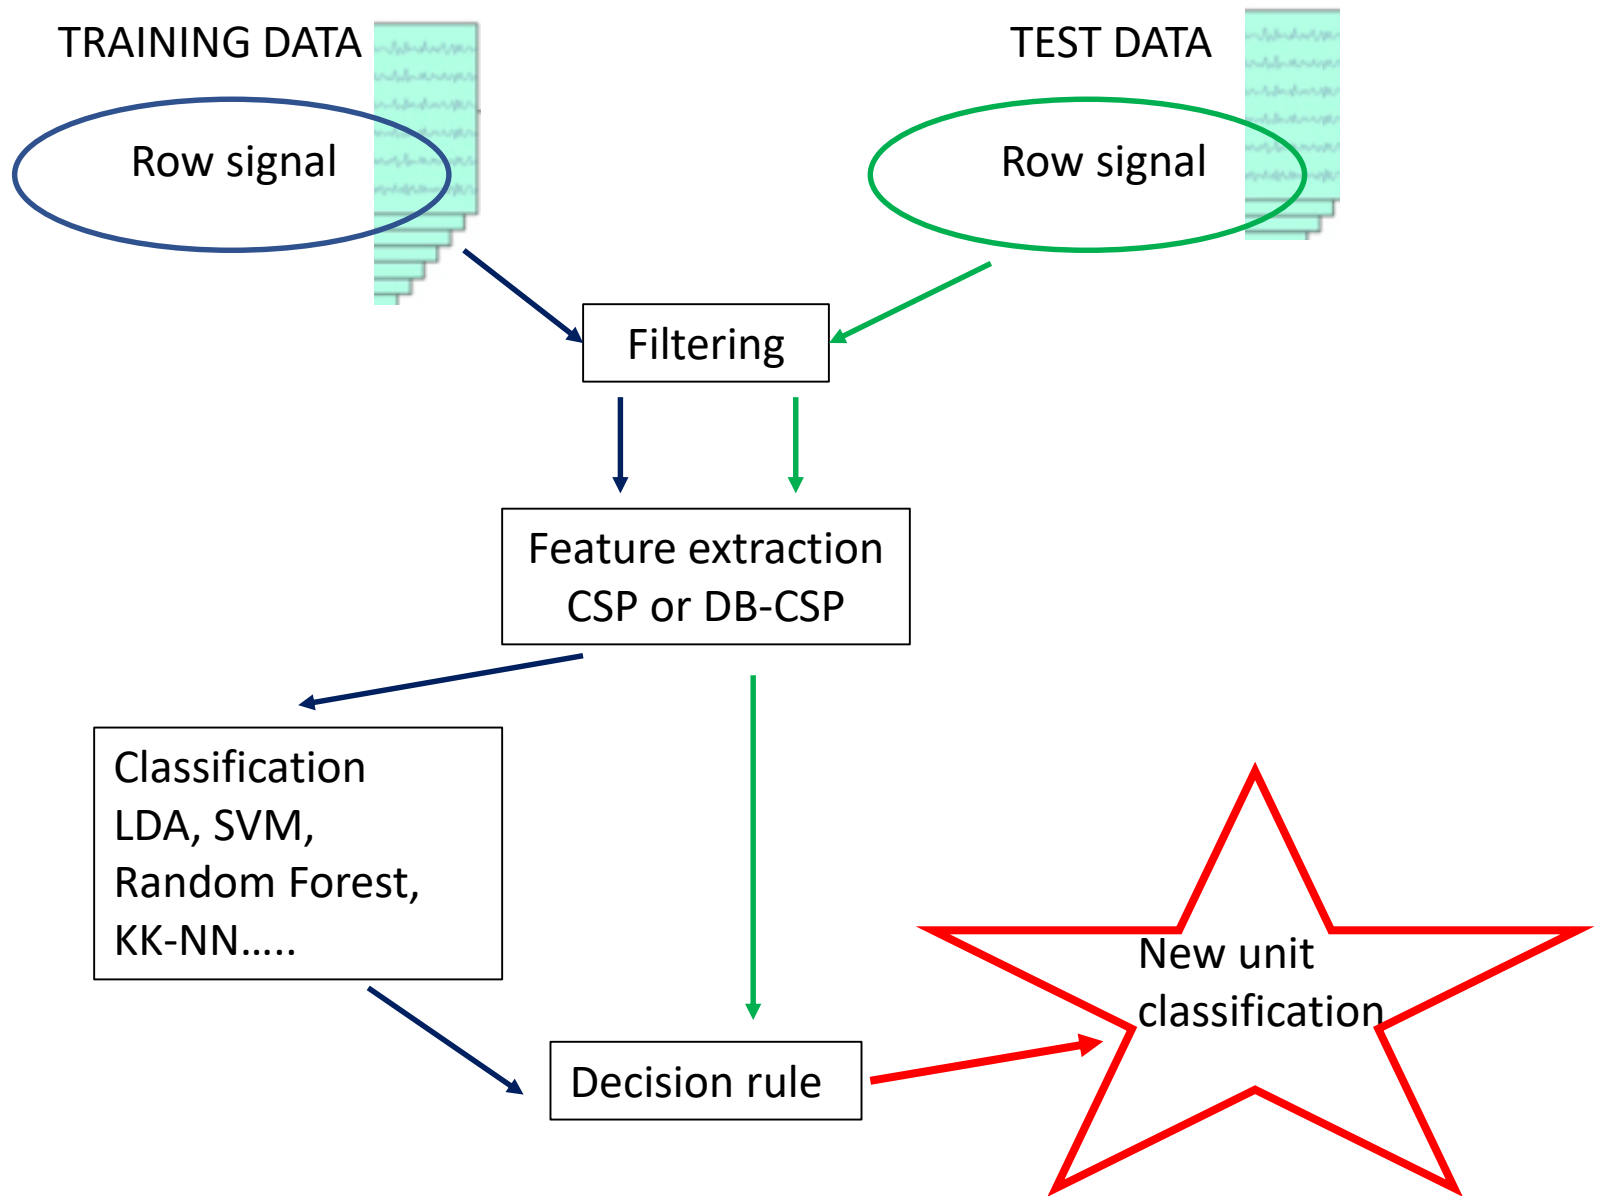 TRAINING DATA
TEST DATA
Row signal
Row signal
Filtering
Feature extraction
CSP or DB-CSP
Classification
LDA, SVM,
Random Forest,
KK-NN.....
New unit
classification
Decision rule